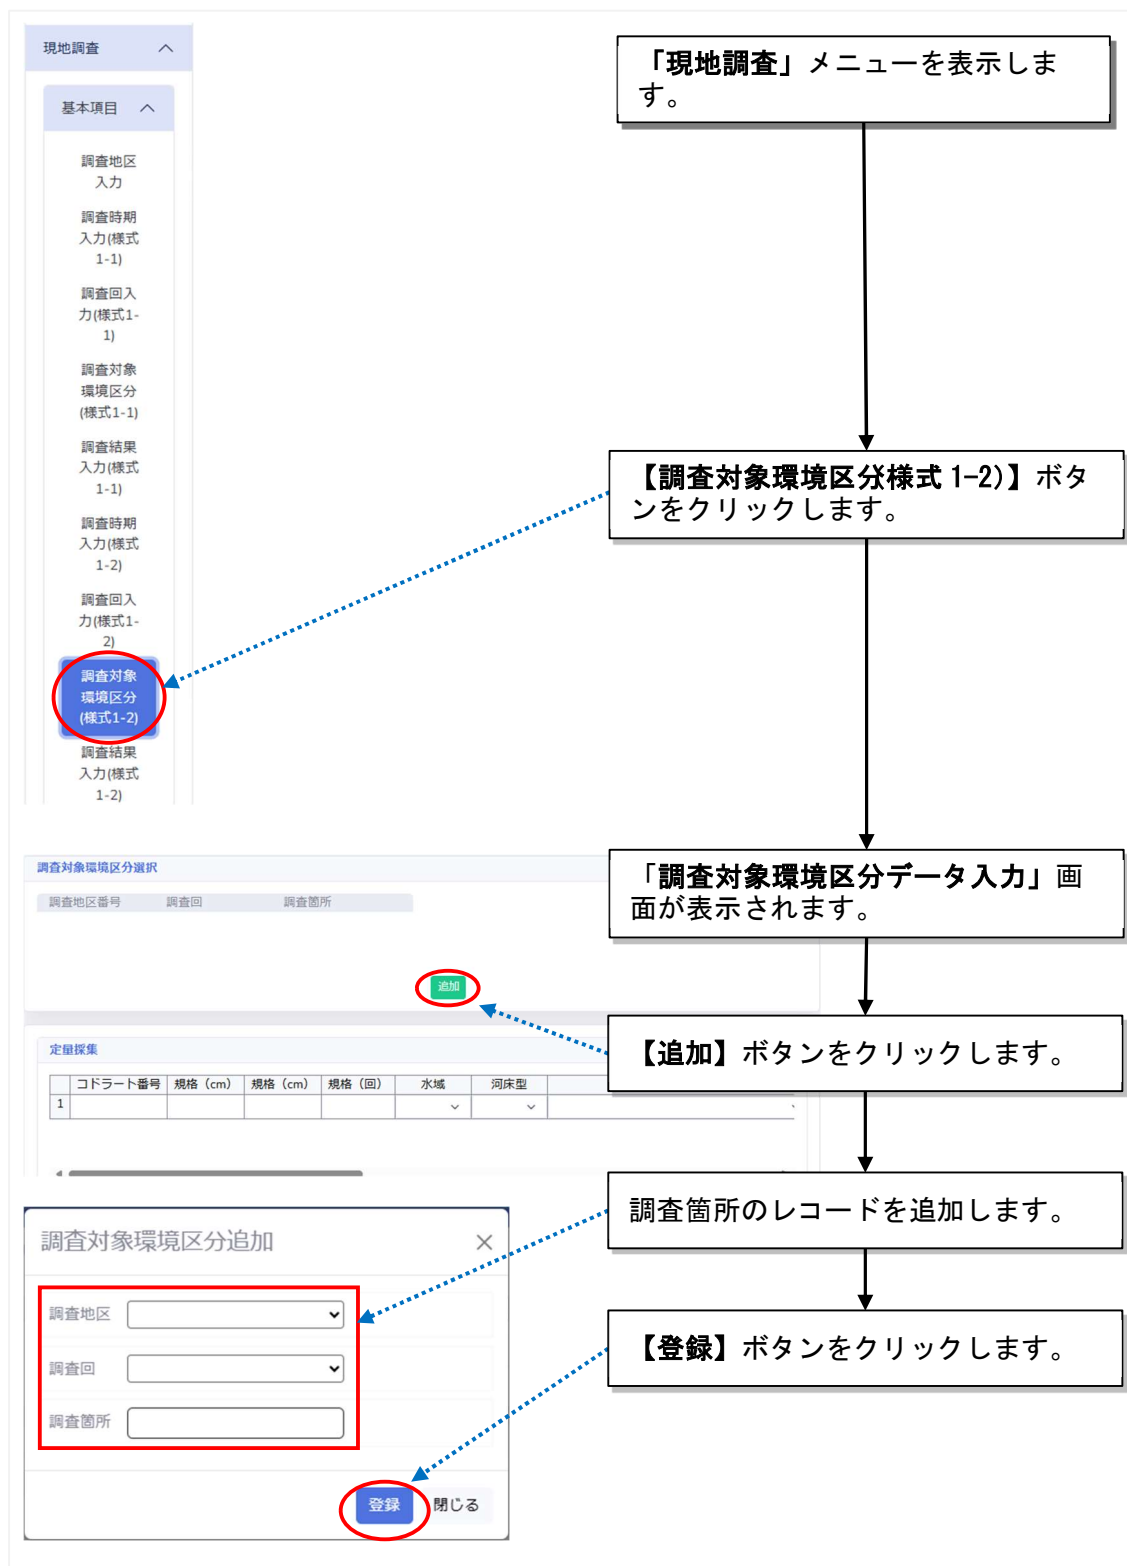 現地調査
基本項目
調査地区
入力
調査時期
入力(様式
1-1)
調査回入
力(様式1-
1)
調査対象
環境区分
(様式1-1)
調査結果
入力(様式
1-1)
調査時期
入力(様式
1-2)
調査回入
力(様式1-
2)
調査対象
環境区分
(様式1-2)
調査結果
入力(様式
1-2)
「現地調査」メニューを表示しま
す。
【調査対象環境区分(様式 1-2)】ボタ
ンをクリックします。
調査対象環境区分選択
調査地区番号 調査回 調査箇所
追加
「調査対象環境区分データ入力」画
面が表示されます。
【追加】ボタンをクリックします。
定量採集
コドラート番号 規格（cm） 規格（cm） 規格（回） 水域 河床型
1
調査箇所のレコードを追加します。
調査対象環境区分追加 ×
調査地区
調査回
調査箇所
登録 閉じる
【登録】ボタンをクリックします。